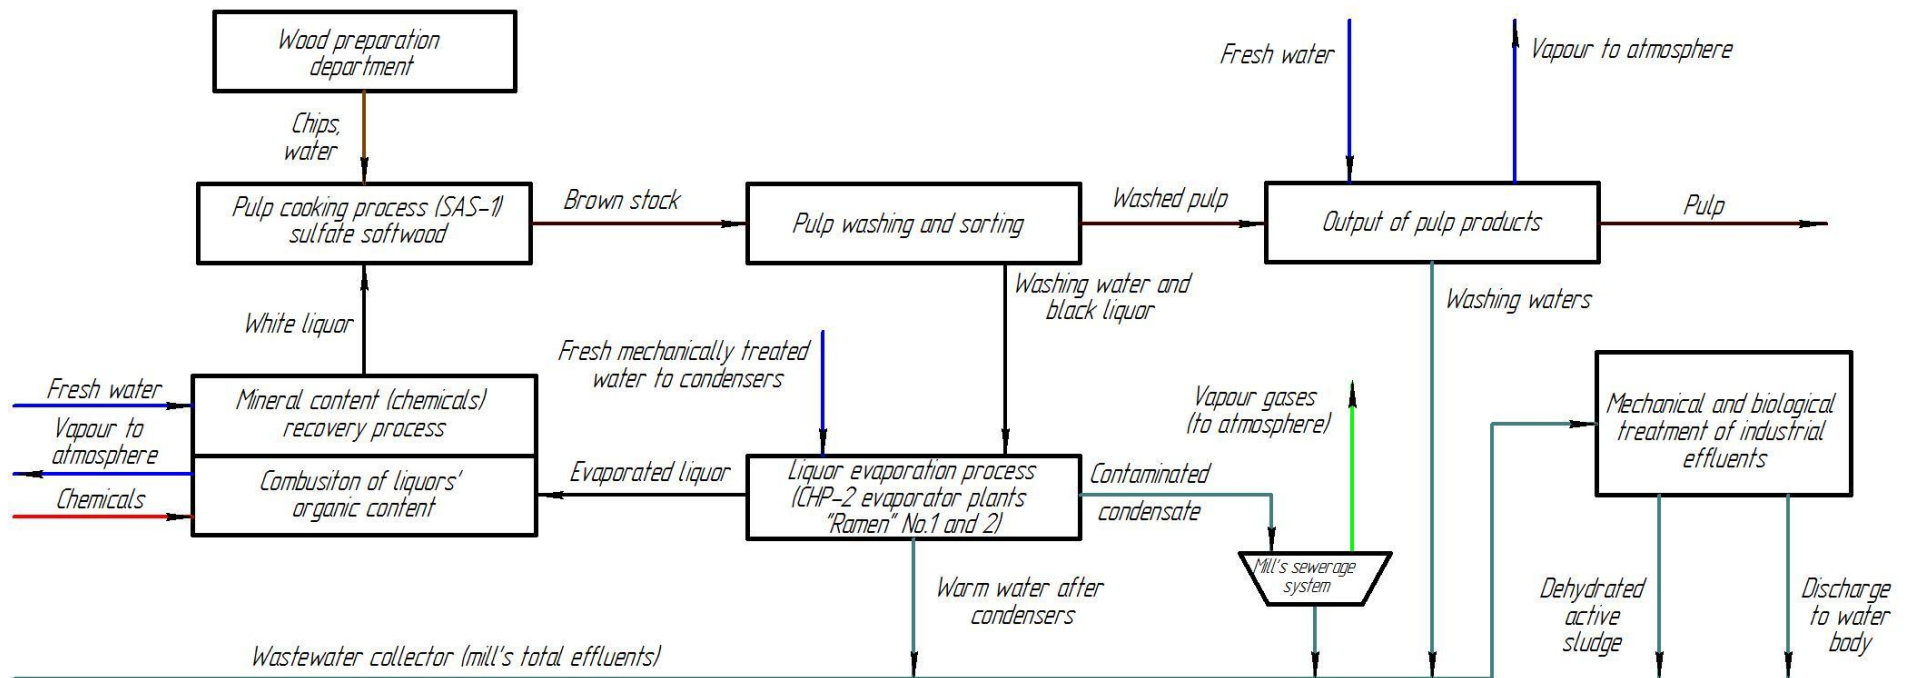 Wood preparation
department
Fresh water
Vapour to atmosphere
Chips,
water
Pulp cooking process (SAS-1)
sulfate softwood
Brown stock
Pulp washing and sorting
Washed pulp
Output of pulp products
Pulp
White liquor
Washing water and
black liquor
Washing waters
Fresh mechanically treated
water to condensers
Fresh water
Vapour to
atmosphere
Chemicals
Mineral content (chemicals)
recovery process
Combusiton of liquors'
organic content
Evaporated liquor
Liquor evaporation process
(CHP-2 evaporator plants
"Ramen" No.1 and 2)
Contaminated
condensate
Vapour gases
(to atmosphere)
Mechanical and biological
treatment of industrial
effluents
Mill's sewerage
system
Warm water after
condensers
Dehydrated
active
sludge
Discharge
to water
body
Wastewater collector (mill's total effluents)